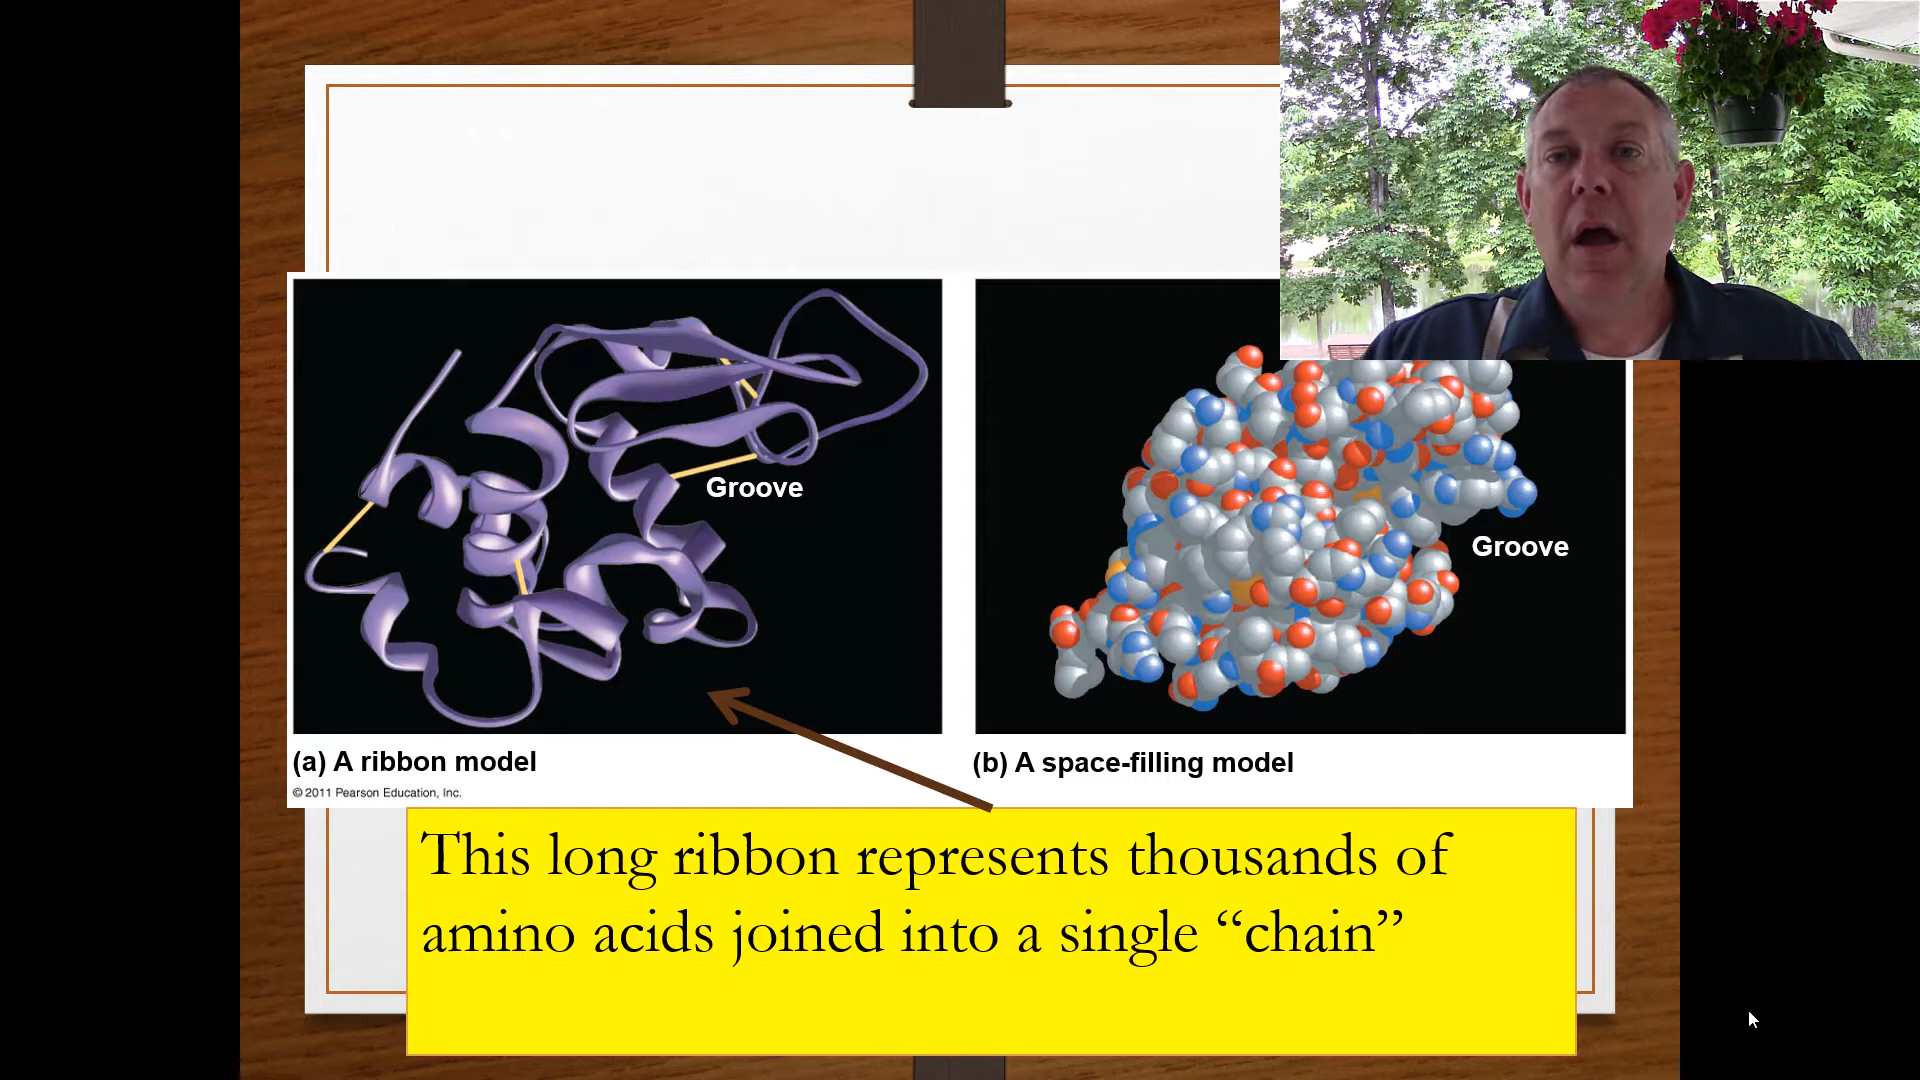 Groove
Groove
(a) A ribbon model
(b) A space-filling model
© 2011 Pearson Education, Inc.
This long ribbon represents thousands of
amino acids joined into a single “chain”